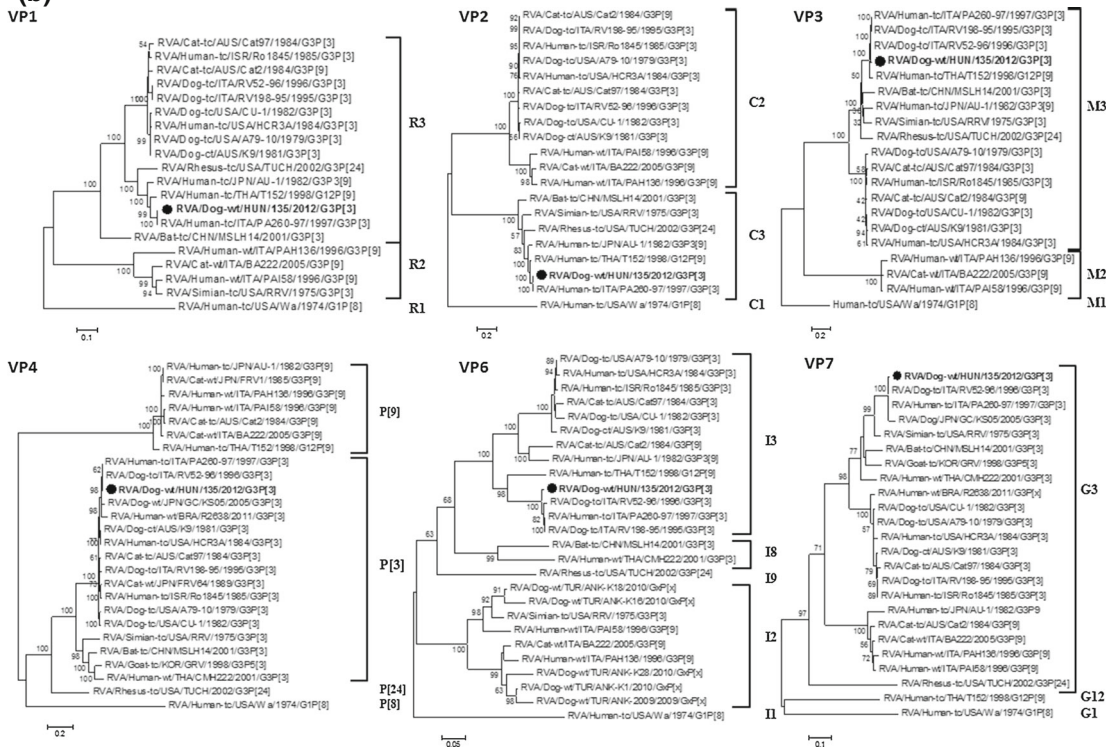 (b)
VP1
54
RVA/Cat-tc/AUS/Cat97/1984/G3P[3]
RVA/Human-tc/ISR/Ro1845/1985/G3P[3]
RVA/Cat-tc/AUS/Cat2/1984/G3P[9]
RVA/Dog-tc/ITA/RV52-96/1996/G3P[3]
RVA/Dog-tc/ITA/RV198-95/1995/G3P[3]
RVA/Dog-tc/USA/CU-1/1982/G3P[3]
RVA/Human-tc/USA/HCR3A/1984/G3P[3]
RVA/Dog-tc/USA/A79-10/1979/G3P[3]
RVA/Dog-ct/AUS/K9/1981/G3P[3]
RVA/Rhesus-tc/USA/TUCH/2002/G3P[24]
RVA/Human-tc/JPN/AU-1/1982/G3P3[9]
RVA/Human-tc/THA/T152/1998/G12P[9]
RVA/Dog-wt/HUN/135/2012/G3P[3]
RVA/Human-tc/ITA/PA260-97/1997/G3P[3]
RVA/Bat-tc/CHN/MSLH14/2001/G3P[3]
RVA/Human-wt/ITA/PAH136/1996/G3P[9]
RVA/Cat-wt/ITA/BA222/2005/G3P[9]
RVA/Human-wt/ITA/PAI58/1996/G3P[9]
RVA/Simian-tc/USA/RRV/1975/G3P[3]
RVA/Human-tc/USA/Wa/1974/G1P[8]
R3
R2
R1
0.1
VP2
RVA/Cat-tc/AUS/Cat2/1984/G3P[9]
RVA/Dog-tc/ITA/RV198-95/1995/G3P[3]
RVA/Human-tc/ISR/Ro1845/1985/G3P[3]
RVA/Dog-tc/USA/A79-10/1979/G3P[3]
RVA/Human-tc/USA/HCR3A/1984/G3P[3]
RVA/Cat-tc/AUS/Cat97/1984/G3P[3]
RVA/Dog-tc/ITA/RV52-96/1996/G3P[3]
RVA/Dog-tc/USA/CU-1/1982/G3P[3]
RVA/Dog-ct/AUS/K9/1981/G3P[3]
RVA/Human-wt/ITA/PAI58/1996/G3P[9]
RVA/Cat-wt/ITA/BA222/2005/G3P[9]
RVA/Human-wt/ITA/PAH136/1996/G3P[9]
RVA/Bat-tc/CHN/MSLH14/2001/G3P[3]
RVA/Simian-tc/USA/RRV/1975/G3P[3]
RVA/Rhesus-tc/USA/TUCH/2002/G3P[24]
RVA/Human-tc/JPN/AU-1/1982/G3P3[9]
RVA/Human-tc/THA/T152/1998/G12P[9]
RVA/Dog-wt/HUN/135/2012/G3P[3]
RVA/Human-tc/ITA/PA260-97/1997/G3P[3]
RVA/Human-tc/USA/Wa/1974/G1P[8]
C2
C3
C1
0.2
VP3
RVA/Human-tc/ITA/PA260-97/1997/G3P[3]
RVA/Dog-tc/ITA/RV198-95/1995/G3P[3]
RVA/Dog-tc/ITA/RV52-96/1996/G3P[3]
RVA/Dog-wt/HUN/135/2012/G3P[3]
RVA/Human-tc/THA/T152/1998/G12P[9]
RVA/Bat-tc/CHN/MSLH14/2001/G3P[3]
RVA/Human-tc/JPN/AU-1/1982/G3P3[9]
RVA/Simian-tc/USA/RRV/1975/G3P[3]
RVA/Rhesus-tc/USA/TUCH/2002/G3P[24]
RVA/Dog-tc/USA/A79-10/1979/G3P[3]
RVA/Cat-tc/AUS/Cat97/1984/G3P[3]
RVA/Human-tc/ISR/Ro1845/1985/G3P[3]
RVA/Cat-tc/AUS/Cat2/1984/G3P[9]
RVA/Dog-tc/USA/CU-1/1982/G3P[3]
RVA/Dog-ct/AUS/K9/1981/G3P[3]
RVA/Human-tc/USA/HCR3A/1984/G3P[3]
RVA/Human-wt/ITA/PAH136/1996/G3P[9]
RVA/Cat-wt/ITA/BA222/2005/G3P[9]
RVA/Human-wt/ITA/PAI58/1996/G3P[9]
Human-tc/USA/Wa/1974/G1P[8]
M3
M2
M1
0.2
VP4
RVA/Human-tc/JPN/AU-1/1982/G3P[9]
RVA/Cat-wt/JPN/FRV1/1985/G3P[9]
RVA/Human-wt/ITA/PAH136/1996/G3P[9]
RVA/Human-wt/ITA/PAI58/1996/G3P[9]
RVA/Cat-tc/AUS/Cat2/1984/G3P[9]
RVA/Cat-wt/ITA/BA222/2005/G3P[9]
RVA/Human-tc/THA/T152/1998/G12P[9]
RVA/Human-tc/ITA/PA260-97/1997/G3P[3]
RVA/Dog-tc/ITA/RV52-96/1996/G3P[3]
RVA/Dog-wt/HUN/135/2012/G3P[3]
RVA/Dog-wt/JPN/GC/KS05/2005/G3P[3]
RVA/Human-wt/BRA/R2638/2011/G3P[3]
RVA/Dog-ct/AUS/K9/1981/G3P[3]
RVA/Human-tc/USA/HCR3A/1984/G3P[3]
RVA/Cat-tc/AUS/Cat97/1984/G3P[3]
RVA/Dog-tc/ITA/RV198-95/1995/G3P[3]
RVA/Cat-wt/JPN/FRV64/1989/G3P[3]
RVA/Human-tc/ISR/Ro1845/1985/G3P[3]
RVA/Dog-tc/USA/A79-10/1979/G3P[3]
RVA/Dog-tc/USA/CU-1/1982/G3P[3]
RVA/Simian-tc/USA/RRV/1975/G3P[3]
RVA/Bat-tc/CHN/MSLH14/2001/G3P[3]
RVA/Goat-tc/KOR/GRV/1998/G3P5[3]
RVA/Human-wt/THA/CMH222/2001/G3P[3]
RVA/Rhesus-tc/USA/TUCH/2002/G3P[24]
RVA/Human-tc/USA/Wa/1974/G1P[8]
P[9]
P[3]
P[24]
P[8]
0.2
VP6
RVA/Dog-tc/USA/A79-10/1979/G3P[3]
RVA/Human-tc/USA/HCR3A/1984/G3P[3]
RVA/Human-tc/ISR/Ro1845/1985/G3P[3]
RVA/Cat-tc/AUS/Cat97/1984/G3P[3]
RVA/Dog-tc/USA/CU-1/1982/G3P[3]
RVA/Dog-ct/AUS/K9/1981/G3P[3]
RVA/Cat-tc/AUS/Cat2/1984/G3P[9]
RVA/Human-tc/JPN/AU-1/1982/G3P3[9]
RVA/Human-tc/THA/T152/1998/G12P[9]
RVA/Dog-wt/HUN/135/2012/G3P[3]
RVA/Dog-tc/ITA/RV52-96/1996/G3P[3]
RVA/Human-tc/ITA/PA260-97/1997/G3P[3]
RVA/Dog-tc/ITA/RV198-95/1995/G3P[3]
RVA/Bat-tc/CHN/MSLH14/2001/G3P[3]
RVA/Human-wt/THA/CMH222/2001/G3P[3]
RVA/Rhesus-tc/USA/TUCH/2002/G3P[24]
RVA/Dog-wt/TUR/ANK-K18/2010/GxP[x]
RVA/Dog-wt/TUR/ANK-K16/2010/GxP[x]
RVA/Simian-tc/USA/RRV/1975/G3P[3]
RVA/Human-wt/ITA/PAI58/1996/G3P[9]
RVA/Cat-wt/ITA/BA222/2005/G3P[9]
RVA/Human-wt/ITA/PAH136/1996/G3P[9]
RVA/Dog-wt/TUR/ANK-K28/2010/GxP[x]
RVA/Dog-wt/TUR/ANK-K1/2010/GxP[x]
RVA/Dog-wt/TUR/ANK-2009/2009/GxP[x]
RVA/Human-tc/USA/Wa/1974/G1P[8]
I3
I8
I9
I2
I1
0.05
VP7
RVA/Dog-wt/HUN/135/2012/G3P[3]
RVA/Dog-tc/ITA/RV52-96/1996/G3P[3]
RVA/Human-tc/ITA/PA260-97/1997/G3P[3]
RVA/Dog/JPN/GC/KS05/2005/G3P[3]
RVA/Simian-tc/USA/RRV/1975/G3P[3]
RVA/Bat-tc/CHN/MSLH14/2001/G3P[3]
RVA/Goat-tc/KOR/GRV/1998/G3P5[3]
RVA/Human-wt/THA/CMH222/2001/G3P[3]
RVA/Human-wt/BRA/R2638/2011/G3P[x]
RVA/Dog-tc/USA/CU-1/1982/G3P[3]
RVA/Dog-tc/USA/A79-10/1979/G3P[3]
RVA/Human-tc/USA/HCR3A/1984/G3P[3]
RVA/Dog-ct/AUS/K9/1981/G3P[3]
RVA/Cat-tc/AUS/Cat97/1984/G3P[3]
RVA/Dog-tc/ITA/RV198-95/1995/G3P[3]
RVA/Human-tc/ISR/Ro1845/1985/G3P[3]
RVA/Human-tc/JPN/AU-1/1982/G3P9
RVA/Cat-tc/AUS/Cat2/1984/G3P[9]
RVA/Cat-wt/ITA/BA222/2005/G3P[9]
RVA/Human-wt/ITA/PAH136/1996/G3P[9]
RVA/Human-wt/ITA/PAI58/1996/G3P[9]
RVA/Rhesus-tc/USA/TUCH/2002/G3P[24]
RVA/Human-tc/THA/T152/1998/G12P[9]
RVA/Human-tc/USA/Wa/1974/G1P[8]
G3
G12
G1
0.1